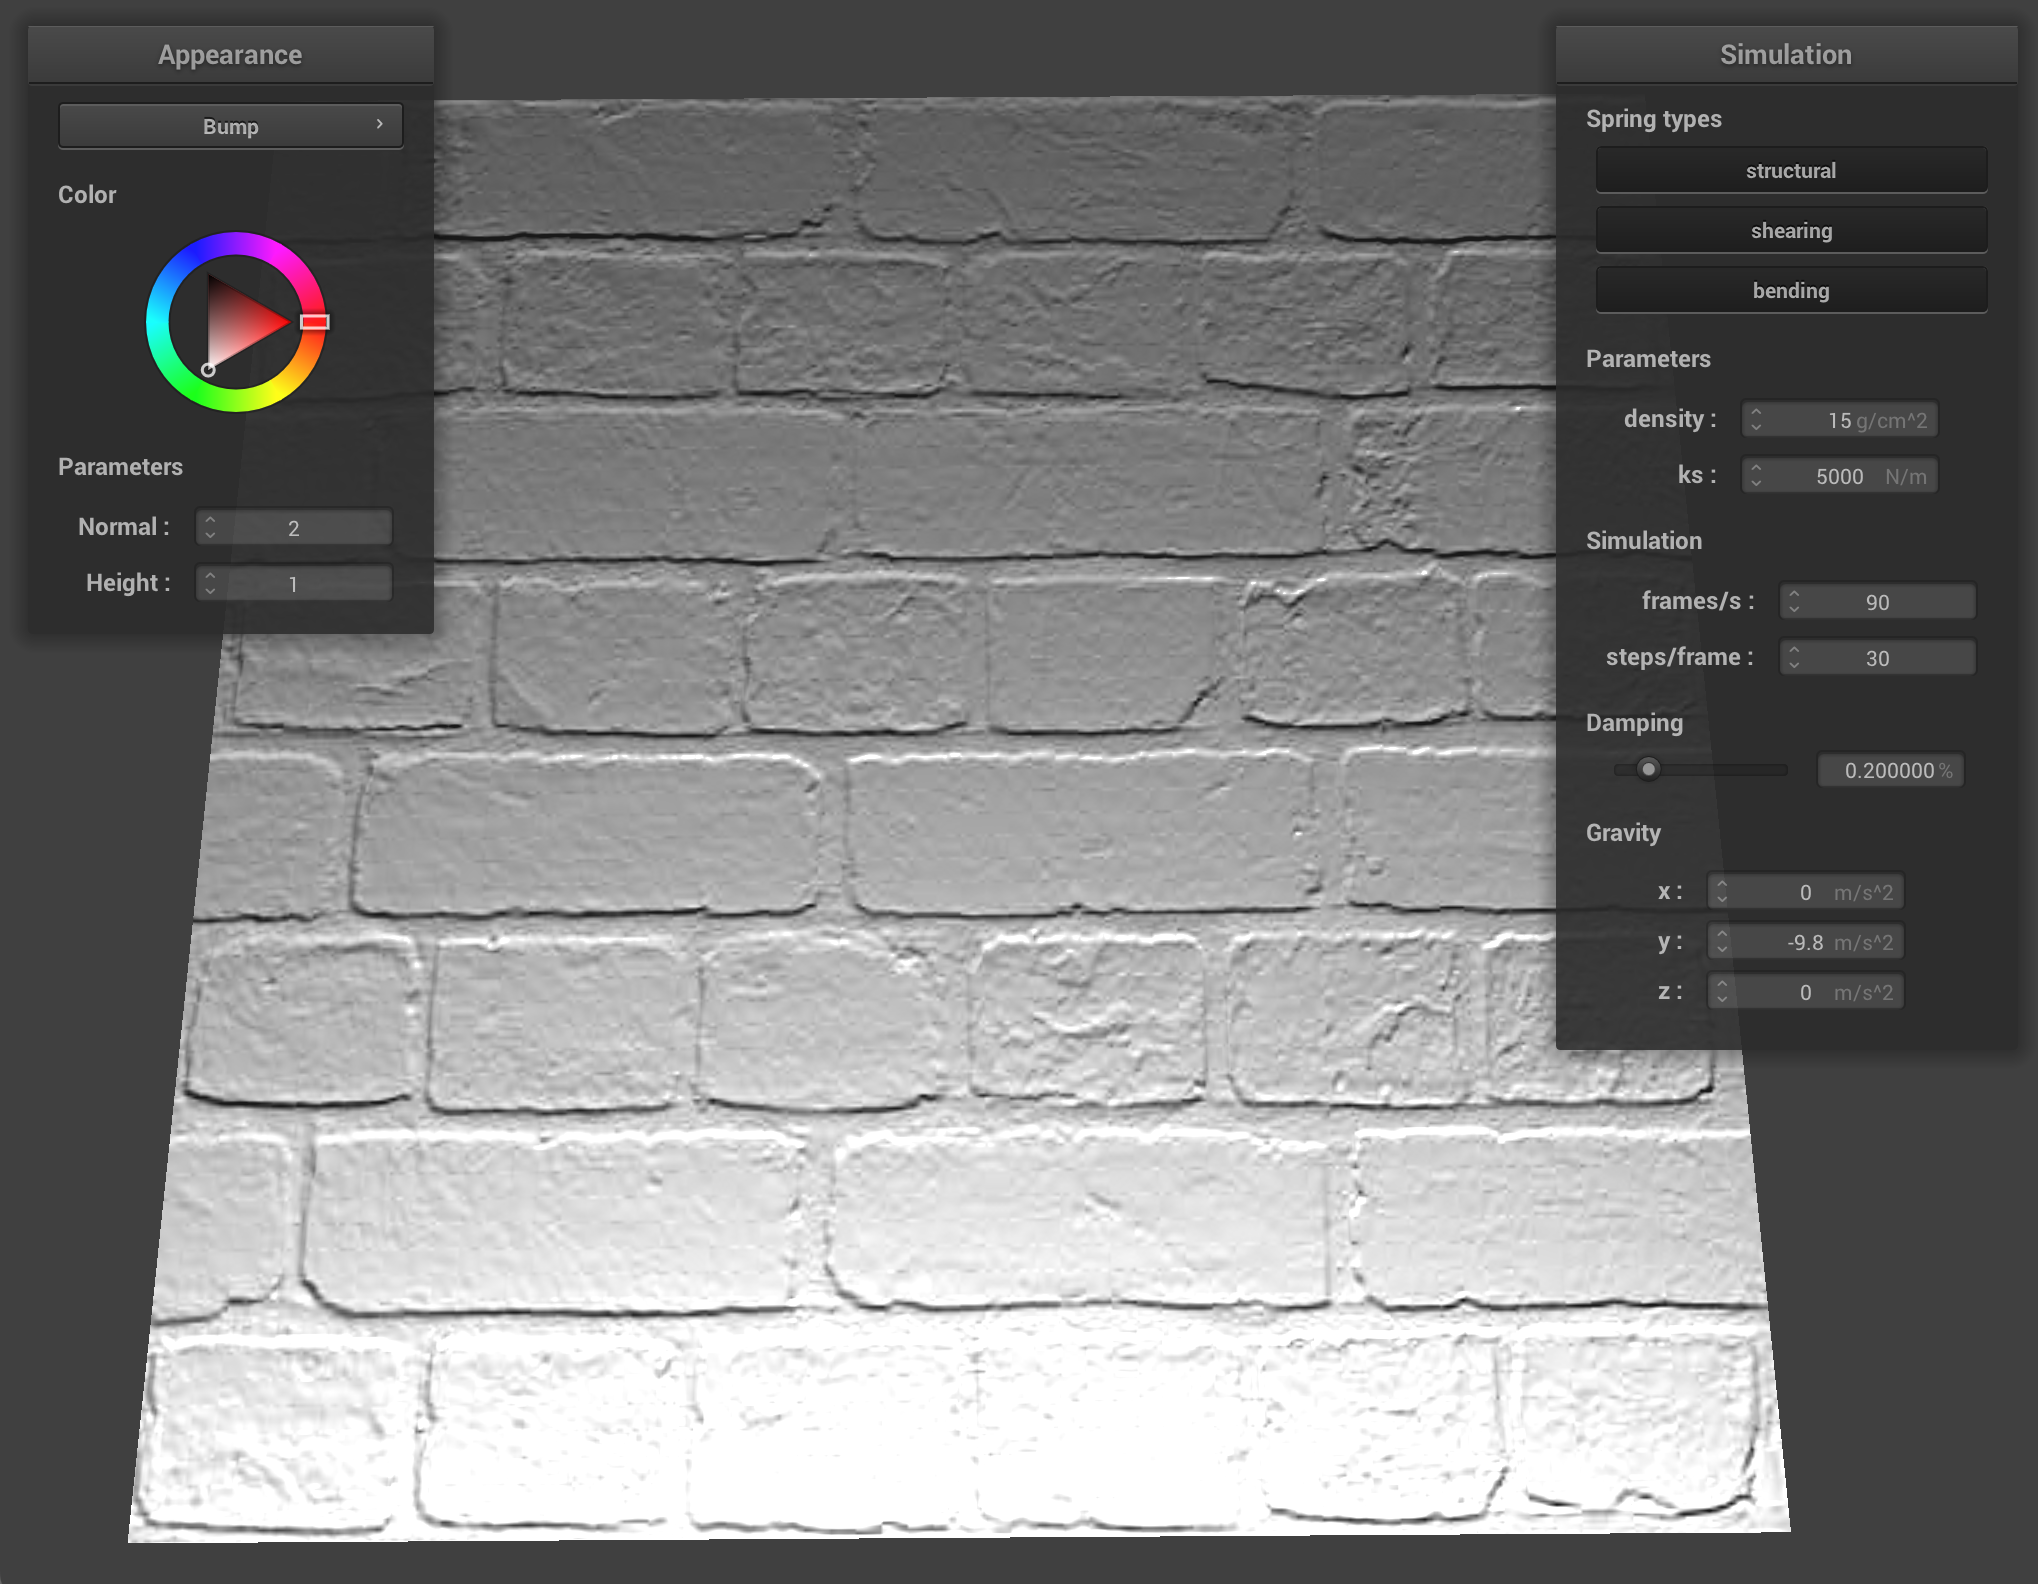 Appearance
Bump
Color
Parameters
Normal : 2
Height : 1
Simulation
Spring types
structural
shearing
bending
Parameters
density : 15 g/cm^2
ks : 5000 N/m
Simulation
frames/s : 90
steps/frame : 30
Damping
0.200000 %
Gravity
x : 0 m/s^2
y : -9.8 m/s^2
z : 0 m/s^2